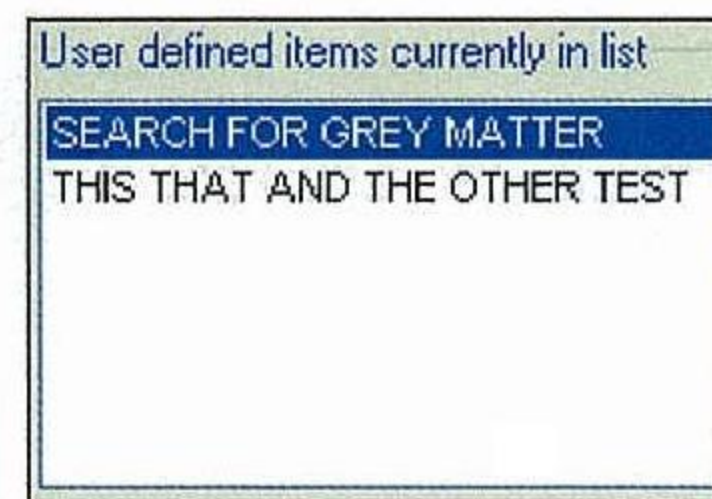 User defined items currently in list
SEARCH FOR GREY MATTER
THIS THAT AND THE OTHER TEST